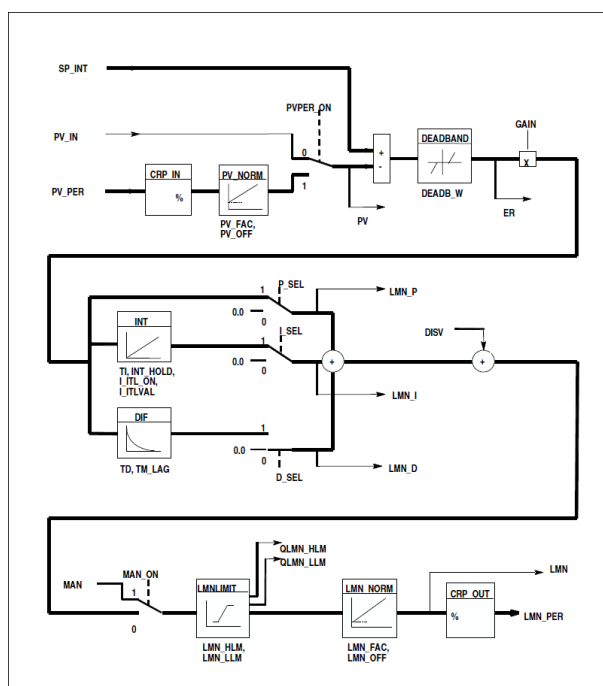 SP_INT
PVPER_ON
GAIN
PV_IN
DEADBAND
0
+
-
X
CRP_IN
PV_NORM
PV_PER
%
1
DEADB_W
PV_FAC,
PV_OFF
PV
ER
1
P_SEL
LMN_P
0.0
0
INT
I_SEL
1
DISV
0.0
0
+
+
TI, INT_HOLD,
I_ITL_ON,
I_ITLVAL
LMN_I
DIF
1
0.0
0
LMN_D
TD, TM_LAG
D_SEL
QLMN_HLM
QLMN_LLM
MAN_ON
LMN
MAN
1
LMNLIMIT
LMN_NORM
CRP_OUT
%
LMN_PER
0
LMN_HLM,
LMN_LLM
LMN_FAC,
LMN_OFF